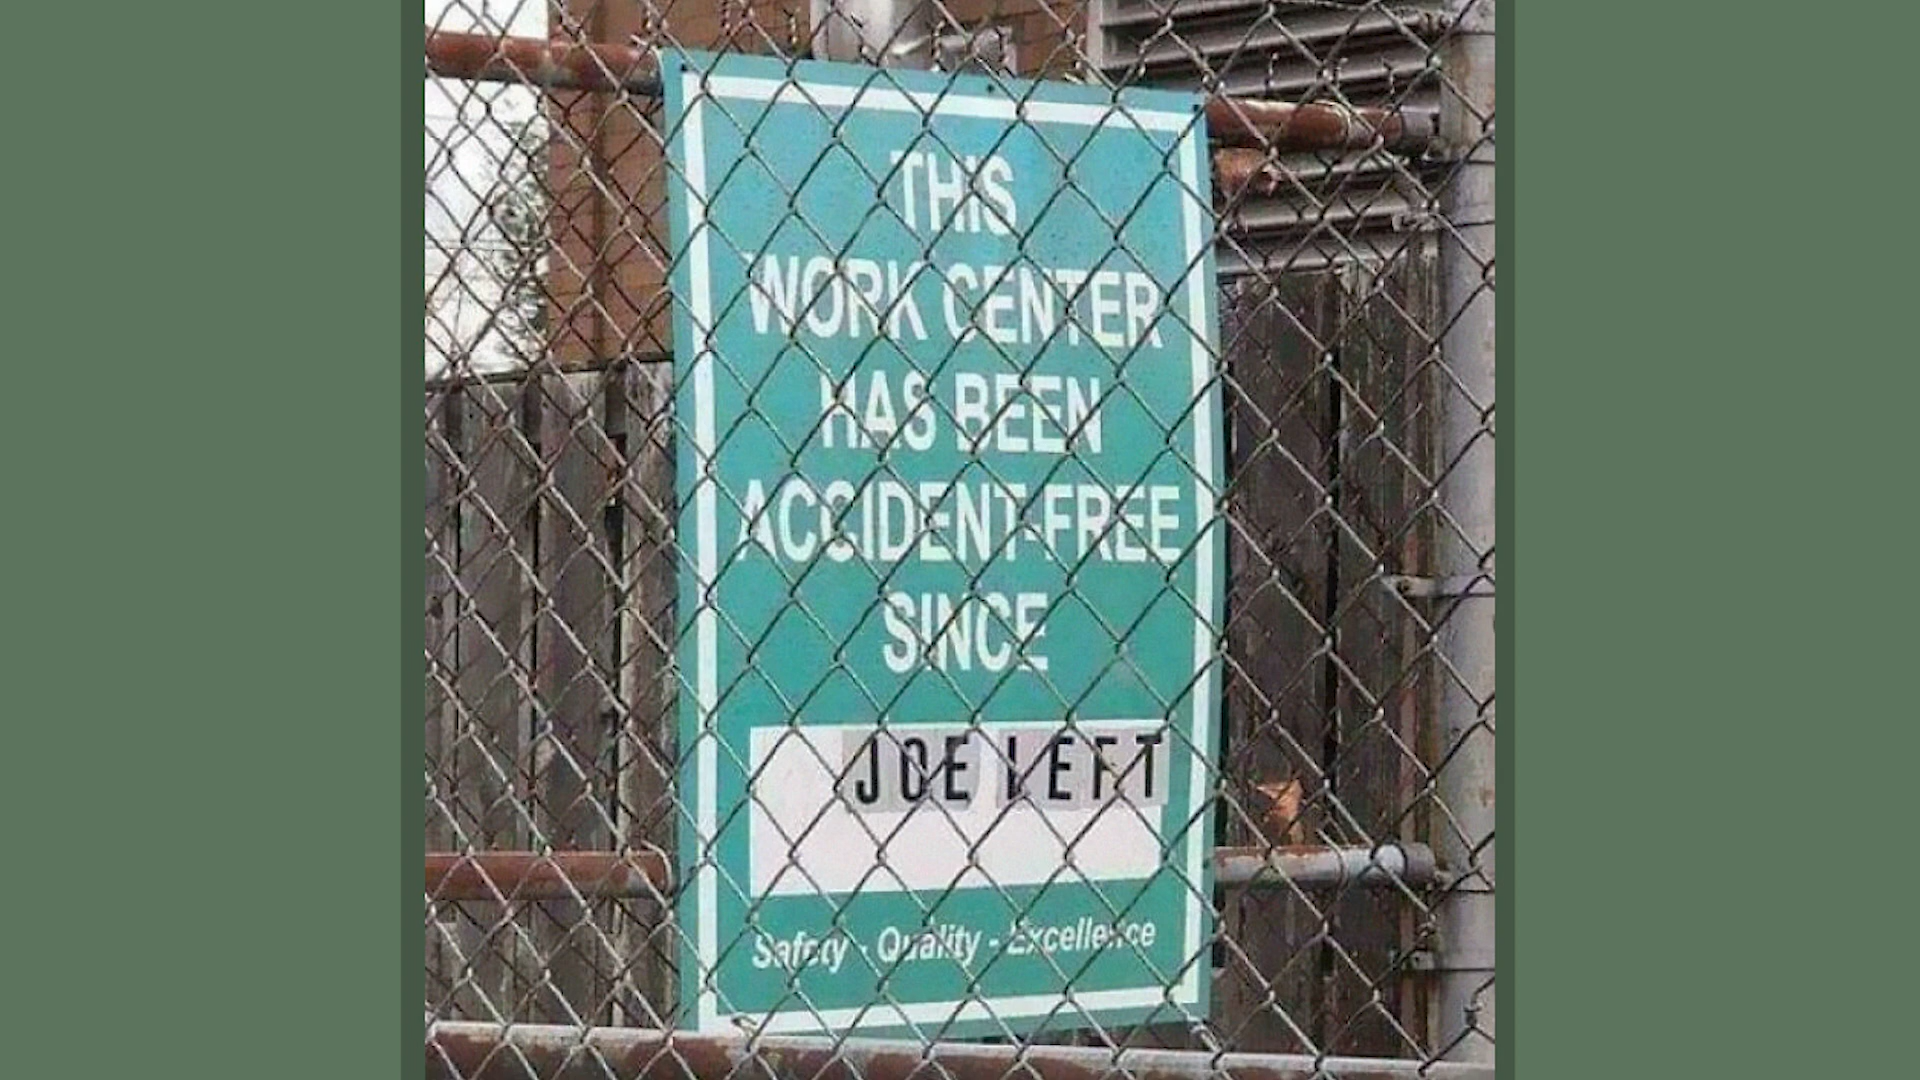 THIS
WORK CENTER
HAS BEEN
ACCIDENT-FREE
SINCE
JOE LEFT
Safety - Quality - Excellence